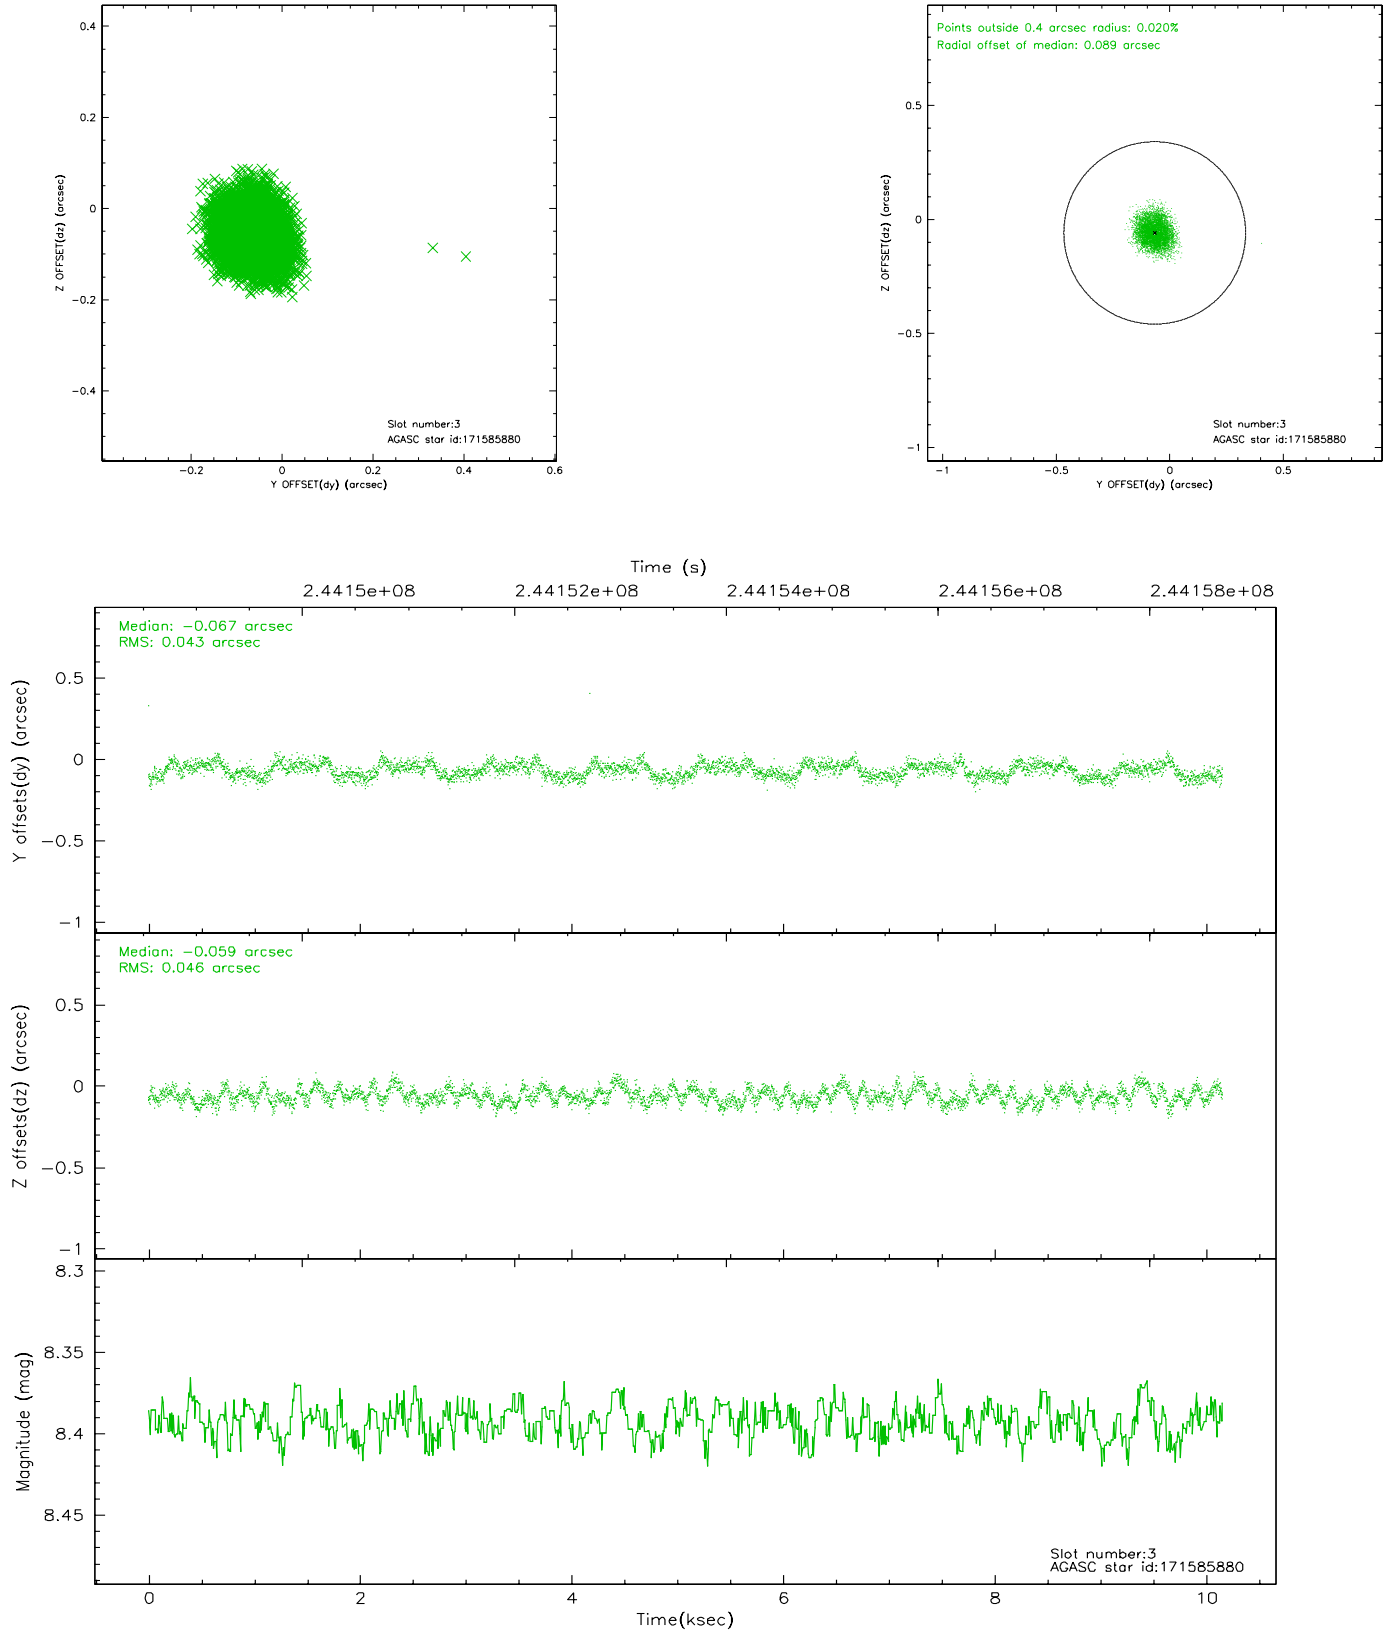 0.4
0.2
0
-0.2
-0.4
Z OFFSET(dz) (arcsec)
Slot number:3
AGASC star id:171585880
-0.2 0 0.2 0.4 0.6
Y OFFSET(dy) (arcsec)
Points outside 0.4 arcsec radius: 0.020%
Radial offset of median: 0.089 arcsec
0.5
0
-0.5
-1
Z OFFSET(dz) (arcsec)
Slot number:3
AGASC star id:171585880
-1 -0.5 0 0.5
Y OFFSET(dy) (arcsec)
Time (s)
2.4415e+08 2.44152e+08 2.44154e+08 2.44156e+08 2.44158e+08
Median: -0.067 arcsec
RMS: 0.043 arcsec
0.5
0
-0.5
-1
Y offsets(dy) (arcsec)
Median: -0.059 arcsec
RMS: 0.046 arcsec
0.5
0
-0.5
-1
Z offsets(dz) (arcsec)
8.3
8.35
8.4
8.45
Magnitude (mag)
Slot number:3
AGASC star id:171585880
0 2 4 6 8 10
Time(ksec)